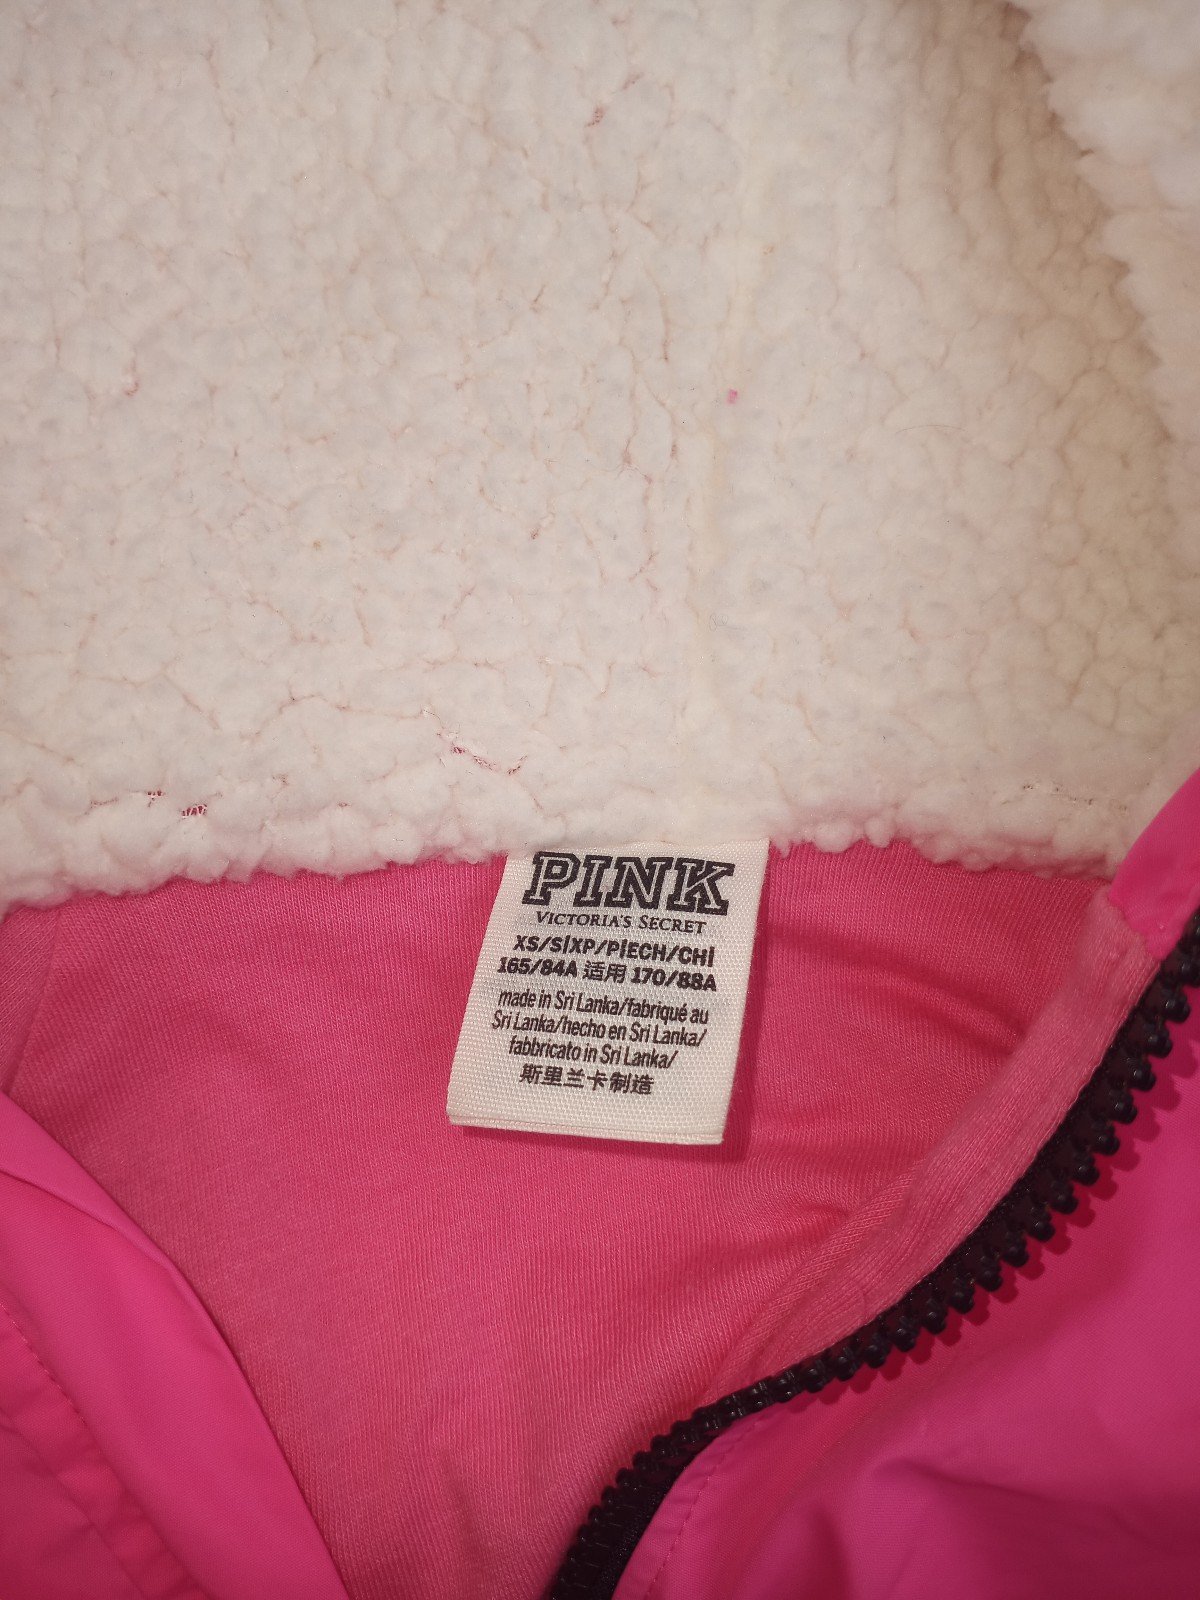 PINK
VICTORIA'S SECRET
XS/S|XP/P|ECH/CH|
165/84A 适用 170/88A
made in Sri Lanka/fabriqué au
Sri Lanka/hecho en Sri Lanka/
fabbricato in Sri Lanka/
斯里兰卡制造